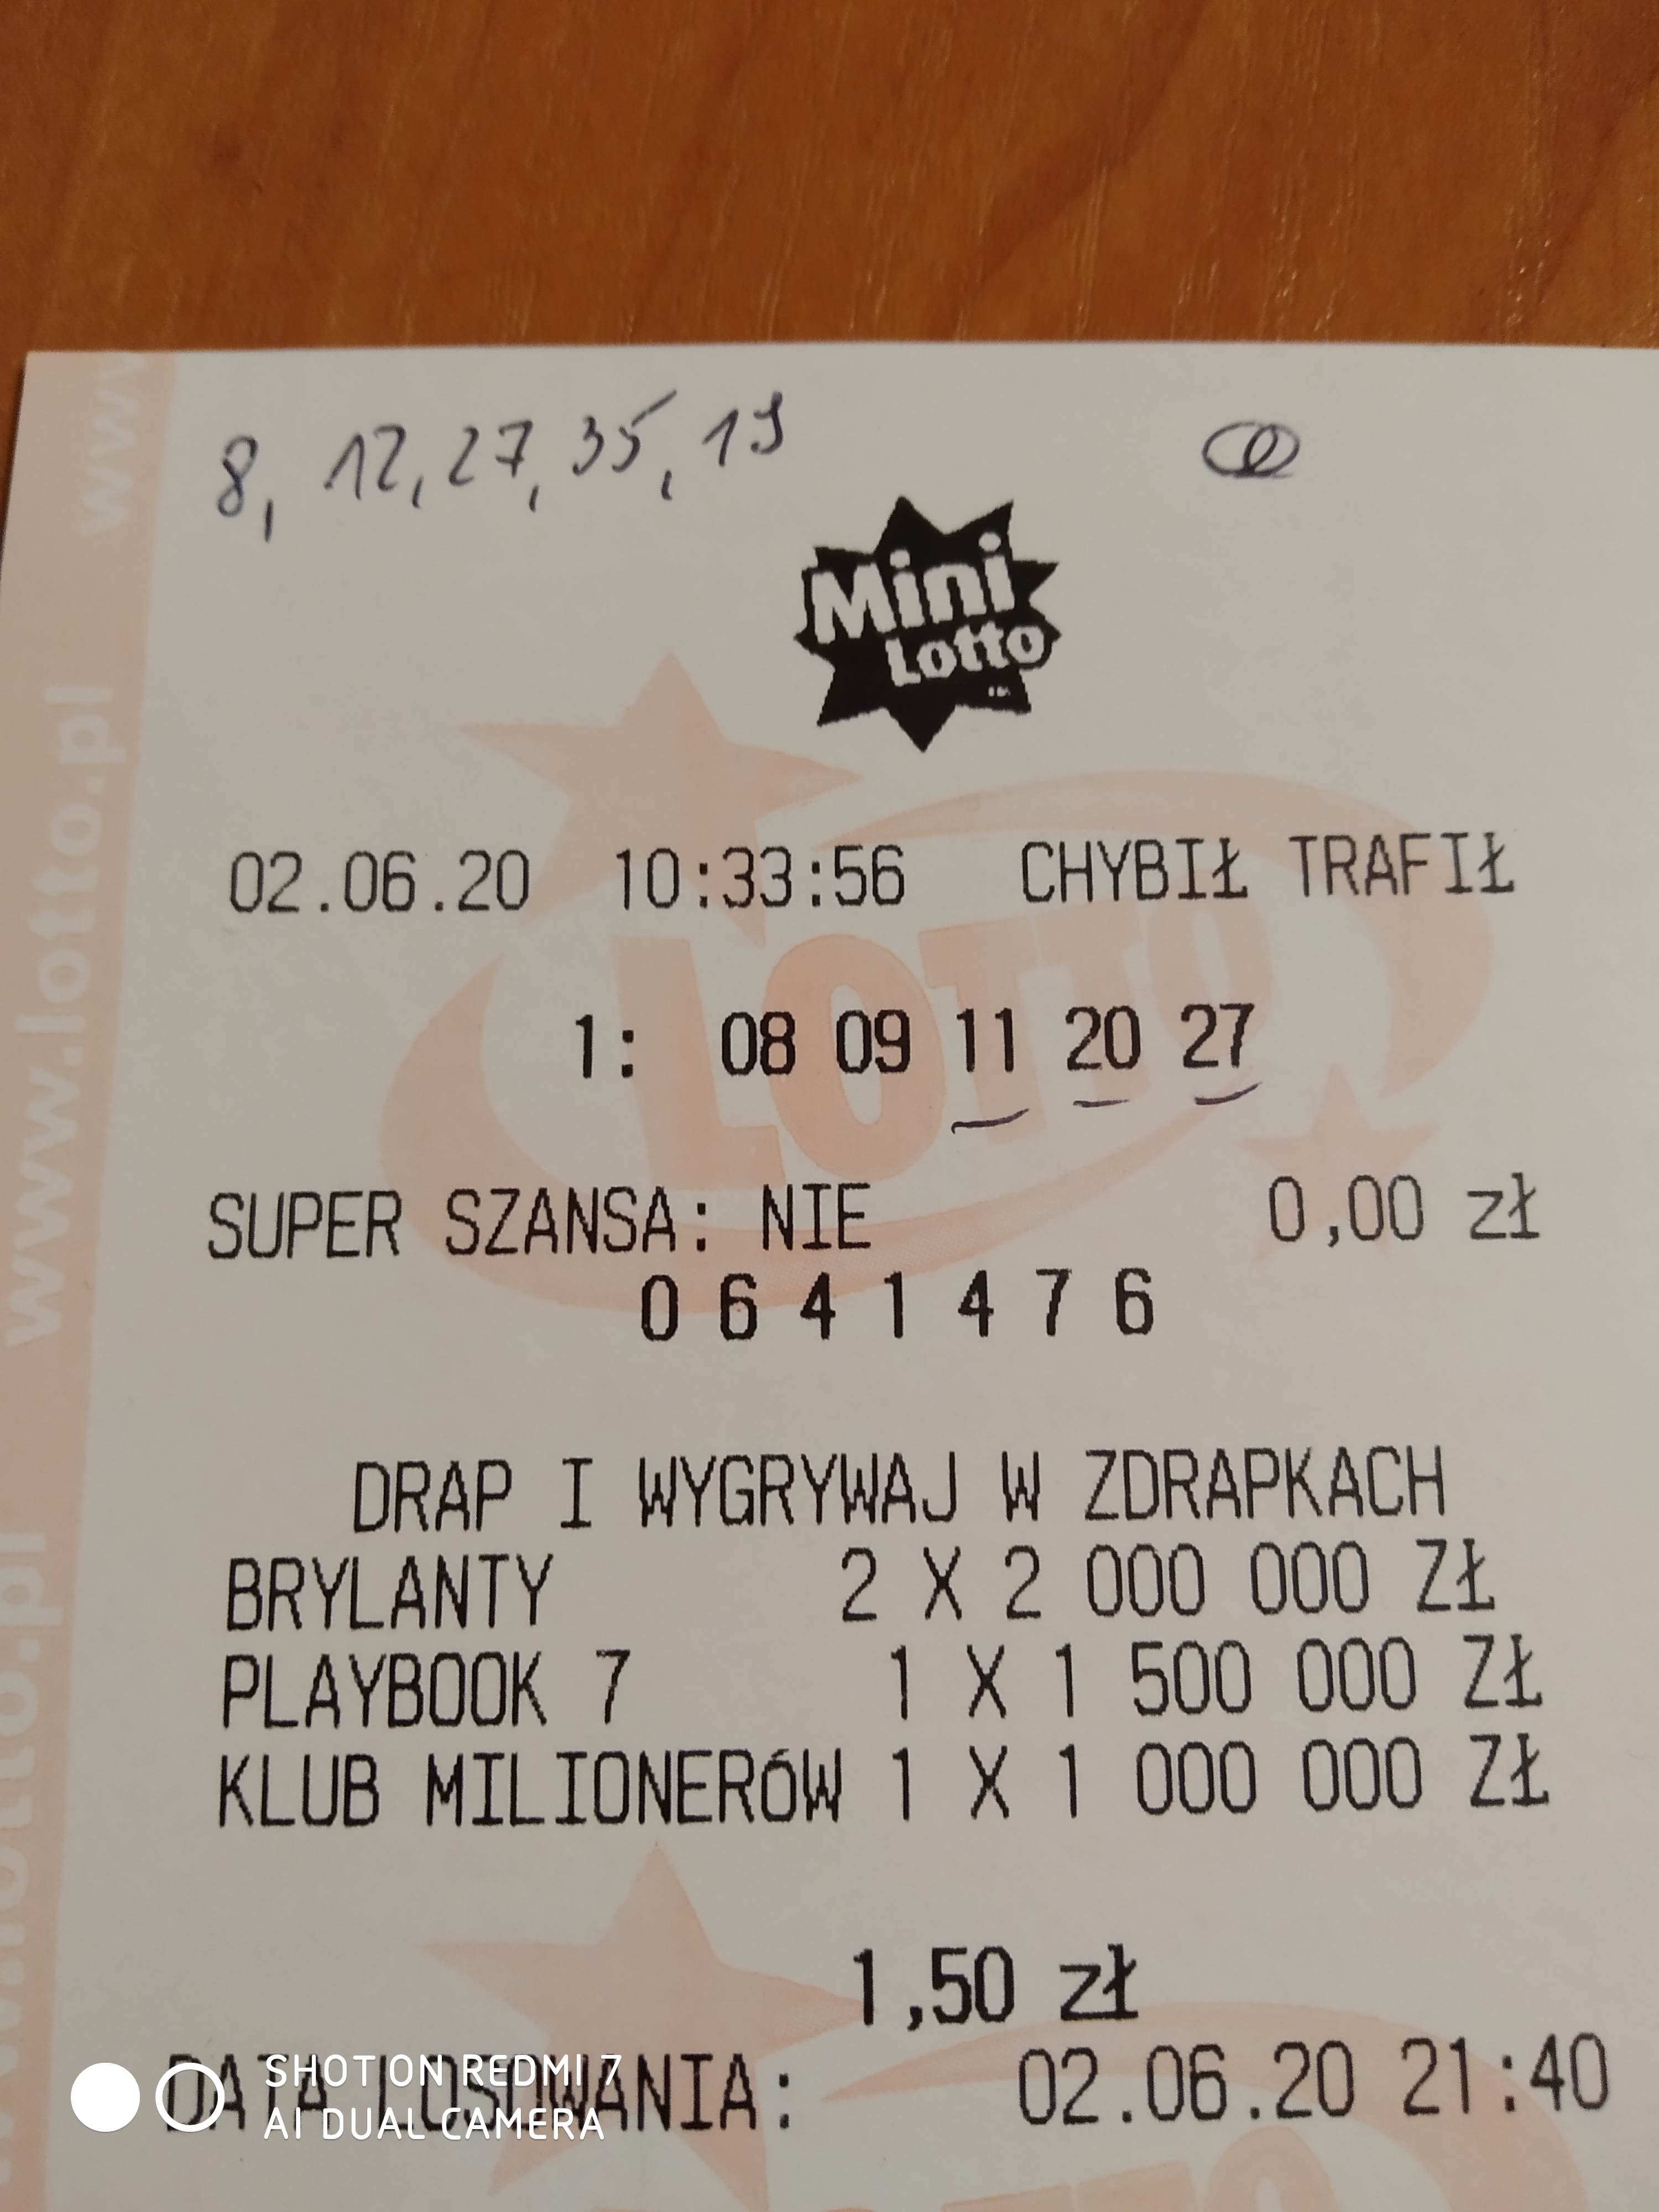 8, 12, 27, 35, 19
Mini
Lotto
02.06.20 10:33:56 CHYBIŁ TRAFIŁ
1: 08 09 11 20 27
SUPER SZANSA: NIE 0,00 zł
0 6 4 1 4 7 6
DRAP I WYGRYWAJ W ZDRAPKACH
BRYLANTY 2 X 2 000 000 ZŁ
PLAYBOOK 7 1 X 1 500 000 ZŁ
KLUB MILIONERÓW 1 X 1 000 000 ZŁ
1,50 zł
DATA LOSOWANIA: 02.06.20 21:40
SHOT ON REDMI 7
AI DUAL CAMERA
www.lotto.pl
LOTTO